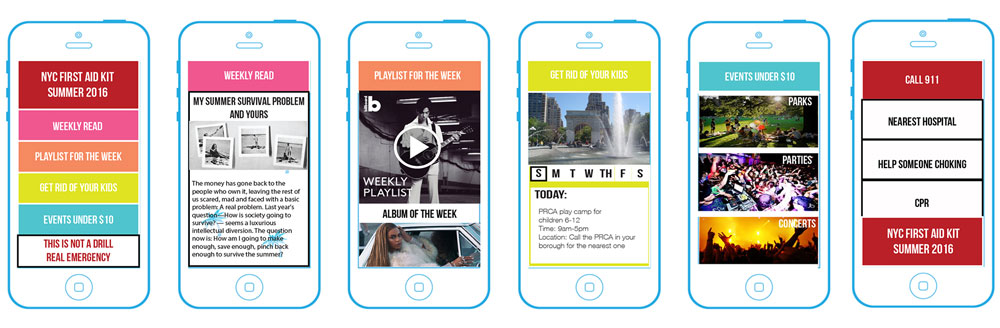 NYC FIRST AID KIT
SUMMER 2016
WEEKLY READ
PLAYLIST FOR THE WEEK
GET RID OF YOUR KIDS
EVENTS UNDER $10
THIS IS NOT A DRILL
REAL EMERGENCY
WEEKLY READ
MY SUMMER SURVIVAL PROBLEM
AND YOURS
The money has gone back to the
people who own it, leaving the rest of
us scared, mad and faced with a basic
problem: A real problem. Last year's
question—How is society going to
survive? — seems a luxurious
intellectual diversion. The question
now is: How am I going to make
enough, save enough, pinch back
enough to survive the summer?
PLAYLIST FOR THE WEEK
b
WEEKLY
PLAYLIST
ALBUM OF THE WEEK
GET RID OF YOUR KIDS
S M T W TH F S
TODAY:
PRCA play camp for
children 6-12
Time: 9am-5pm
Location: Call the PRCA in your
borough for the nearest one
EVENTS UNDER $10
PARKS
PARTIES
CONCERTS
CALL 911
NEAREST HOSPITAL
HELP SOMEONE CHOKING
CPR
NYC FIRST AID KIT
SUMMER 2016